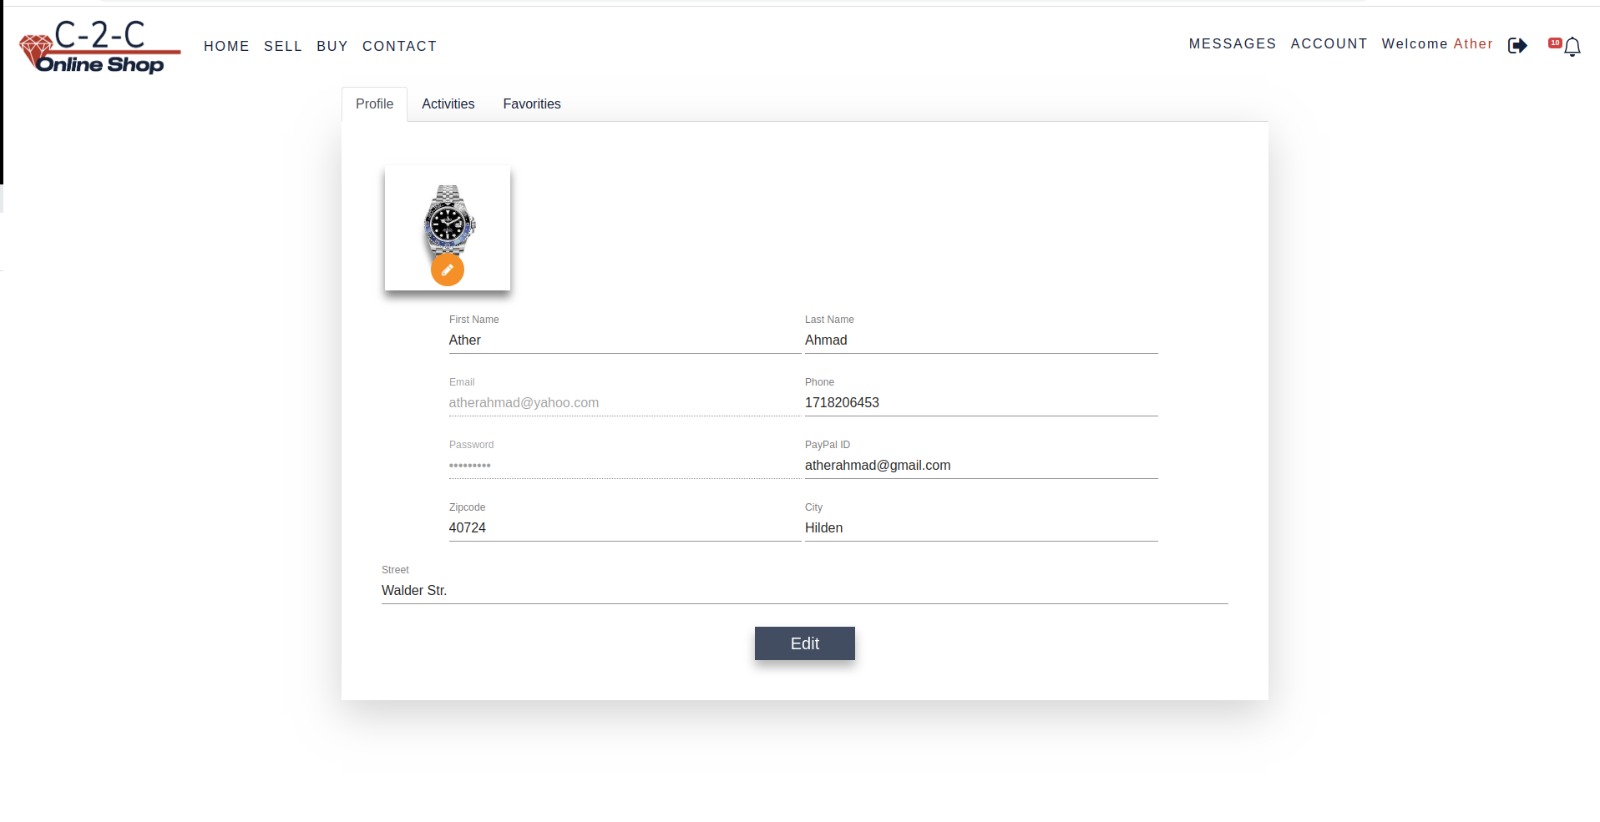 C-2-C
Online Shop
HOME SELL BUY CONTACT
MESSAGES ACCOUNT Welcome Ather
10
Profile Activities Favorities
First Name
Ather
Last Name
Ahmad
Email
atherahmad@yahoo.com
Phone
1718206453
Password
•••••••••
PayPal ID
atherahmad@gmail.com
Zipcode
40724
City
Hilden
Street
Walder Str.
Edit